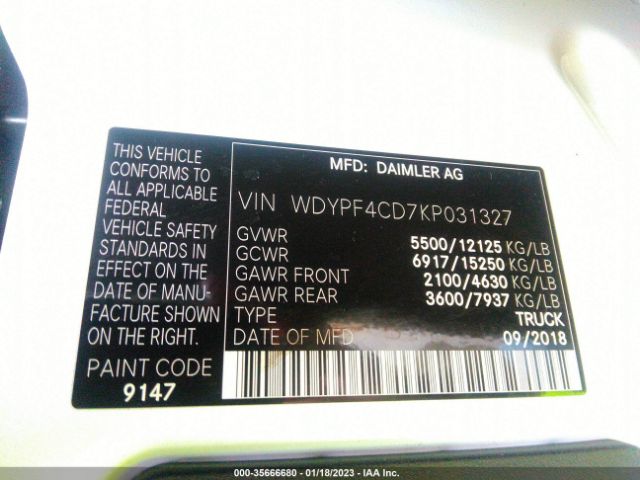 THIS VEHICLE
CONFORMS TO
ALL APPLICABLE
FEDERAL
VEHICLE SAFETY
STANDARDS IN
EFFECT ON THE
DATE OF MANU-
FACTURE SHOWN
ON THE RIGHT.
PAINT CODE
9147
MFD: DAIMLER AG
VIN WDYPF4CD7KP031327
GVWR 5500/12125 KG/LB
GCWR 6917/15250 KG/LB
GAWR FRONT 2100/4630 KG/LB
GAWR REAR 3600/7937 KG/LB
TYPE TRUCK
DATE OF MFD 09/2018
000-35666680 - 01/18/2023 - IAA Inc.